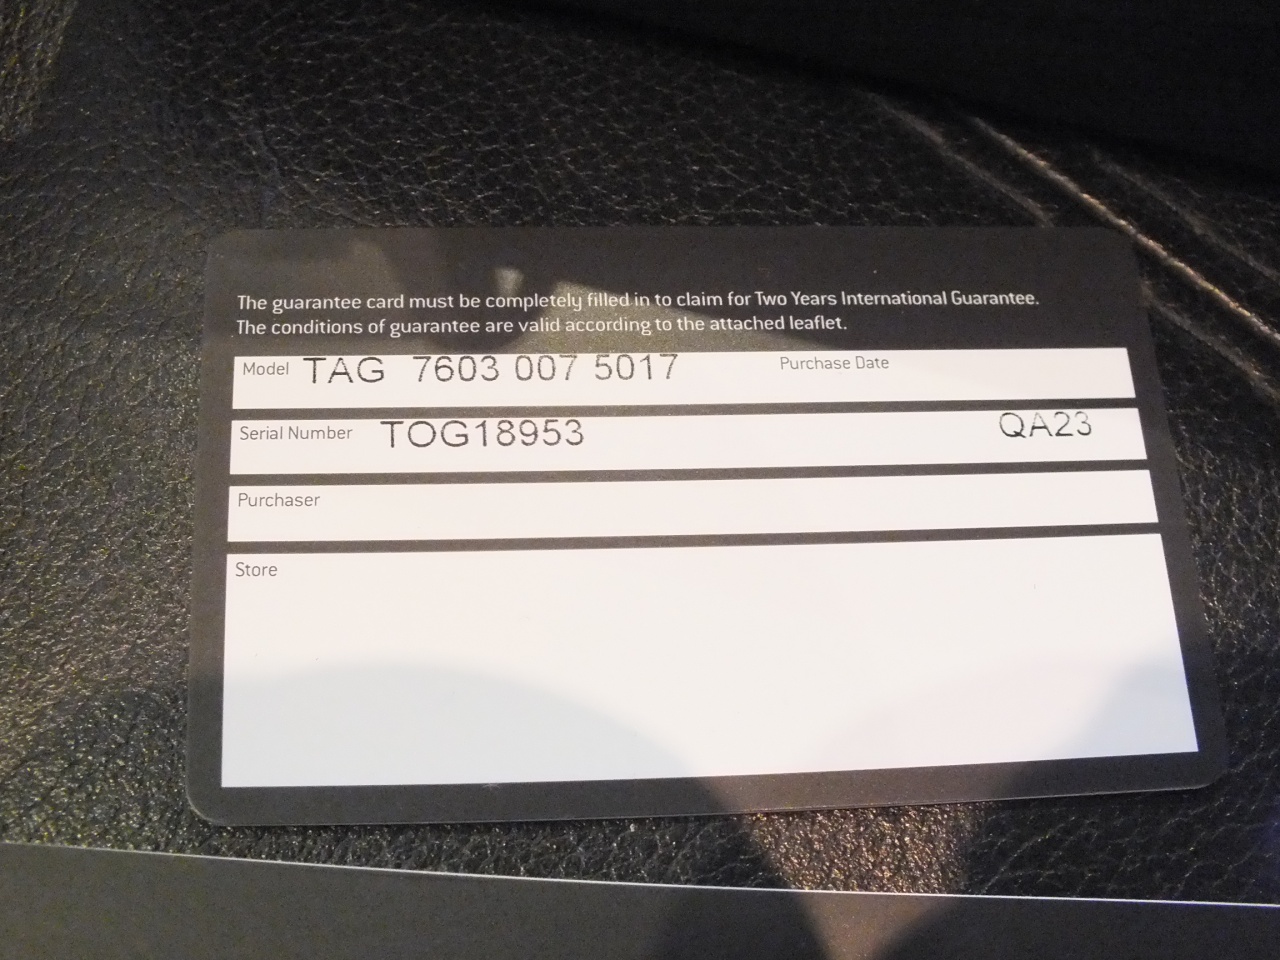 The guarantee card must be completely filled in to claim for Two Years International Guarantee.
The conditions of guarantee are valid according to the attached leaflet.
Model TAG 7603 007 5017 Purchase Date
Serial Number TOG18953 QA23
Purchaser
Store